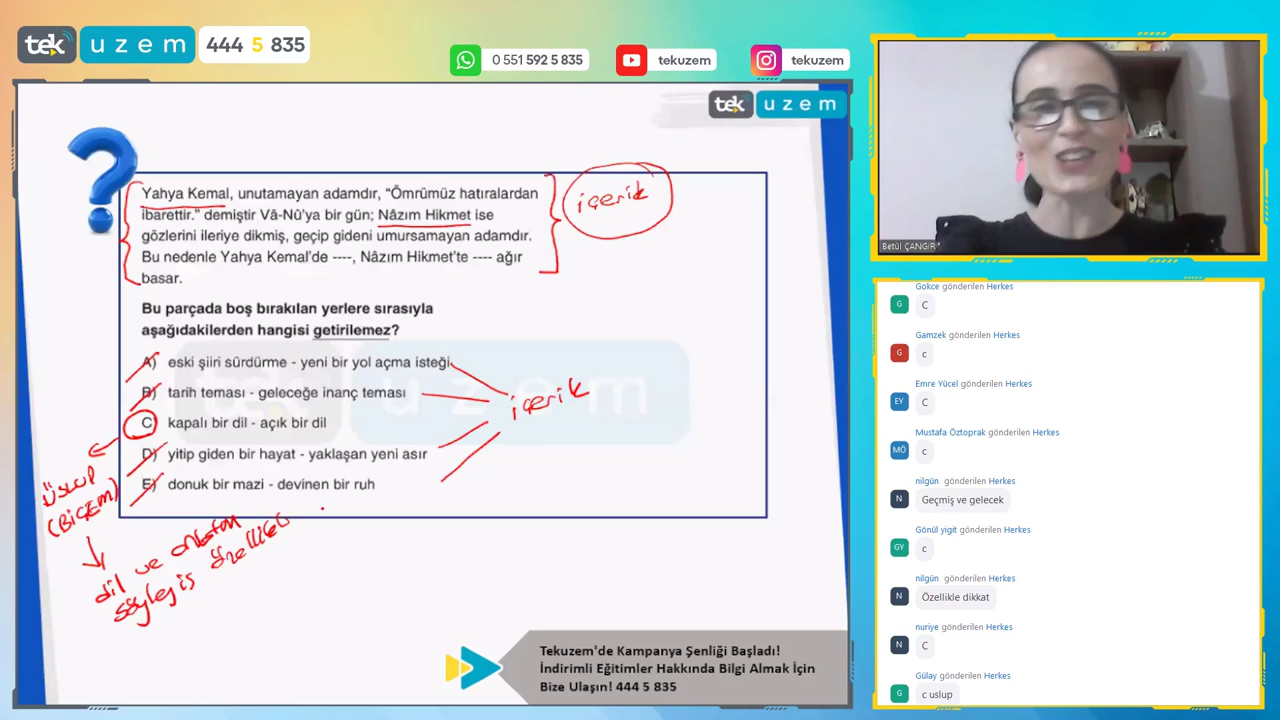 tek uzem 444 5 835
0 551 592 5 835 tekuzem tekuzem
tek uzem
Yahya Kemal, unutamayan adamdır, “Ömrümüz hatıralardan
ibarettir.” demiştir Vâ-Nû’ya bir gün; Nâzım Hikmet ise
gözlerini ileriye dikmiş, geçip gideni umursamayan adamdır.
Bu nedenle Yahya Kemal’de ----, Nâzım Hikmet’te ---- ağır
basar.
içerik
Bu parçada boş bırakılan yerlere sırasıyla
aşağıdakilerden hangisi getirilemez?
A) eski şiiri sürdürme - yeni bir yol açma isteği
B) tarih teması - geleceğe inanç teması
C kapalı bir dil - açık bir dil
D) yitip giden bir hayat - yaklaşan yeni asır
E) donuk bir mazi - devinen bir ruh
içerik
tek uzem
ÜSLUP
(BİÇEM)
dil ve anlatım
söyleyiş özellikleri
Tekuzem'de Kampanya Şenliği Başladı!
İndirimli Eğitimler Hakkında Bilgi Almak İçin
Bize Ulaşın! 444 5 835
Betül ÇANGIR
Gokce gönderilen Herkes
G C
Gamzek gönderilen Herkes
G c
Emre Yücel gönderilen Herkes
EY C
Mustafa Öztoprak gönderilen Herkes
MÖ c
nilgün gönderilen Herkes
N Geçmiş ve gelecek
Gönül yigit gönderilen Herkes
GY c
nilgün gönderilen Herkes
N Özellikle dikkat
nuriye gönderilen Herkes
N C
Gülay gönderilen Herkes
G c uslup